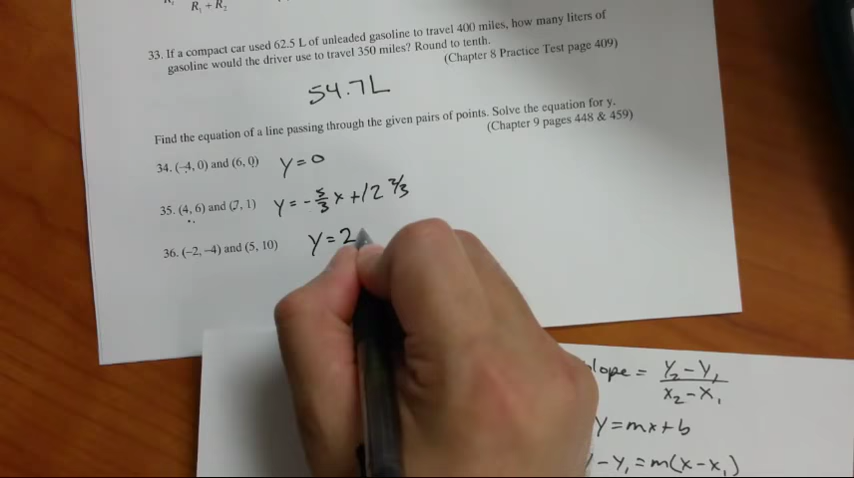 R₁ + R₂
33. If a compact car used 62.5 L of unleaded gasoline to travel 400 miles, how many liters of
gasoline would the driver use to travel 350 miles? Round to tenth.
(Chapter 8 Practice Test page 409)
54.7L
Find the equation of a line passing through the given pairs of points. Solve the equation for y.
(Chapter 9 pages 448 & 459)
34. (–4, 0) and (6, 0) y=0
35. (4, 6) and (7, 1) y = -5/3 x +12 2/3
36. (–2, –4) and (5, 10) y=2
slope = y₂-y₁/x₂-x₁
y=mx+b
-y₁=m(x-x₁)